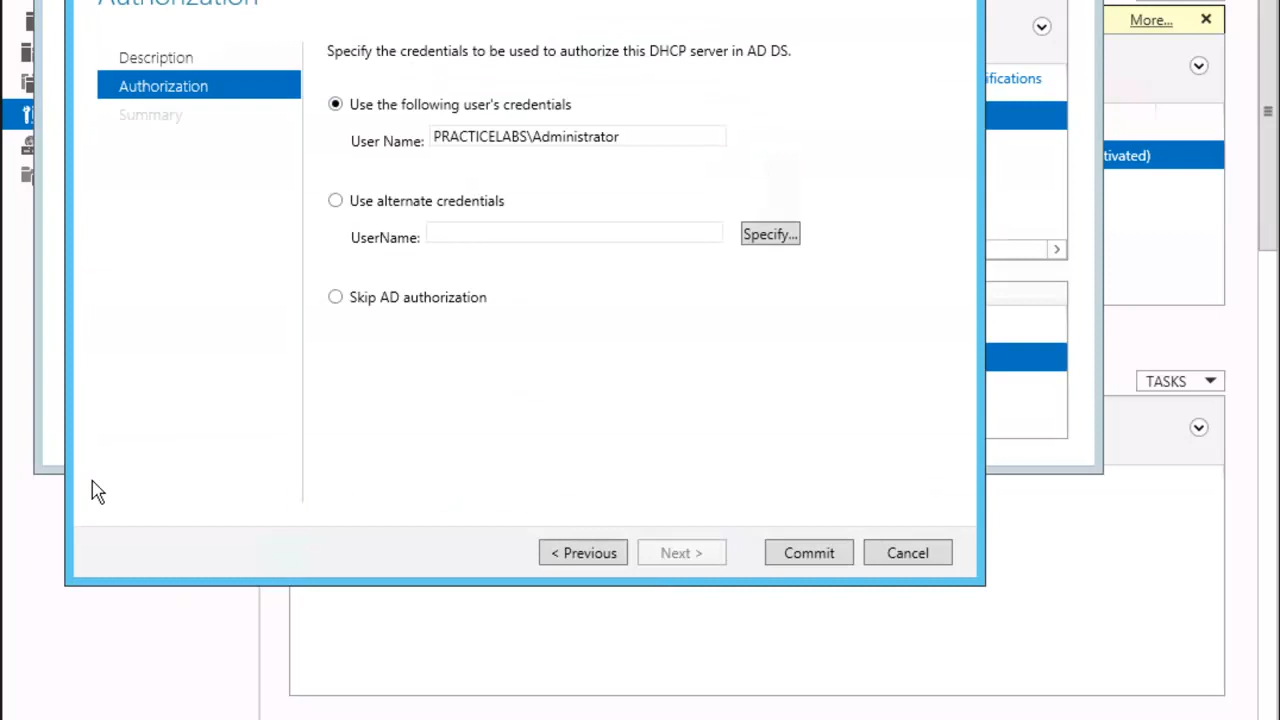 Authorization
More...
Description
Authorization
Summary
Specify the credentials to be used to authorize this DHCP server in AD DS.
Use the following user's credentials
User Name: PRACTICELABS\Administrator
Use alternate credentials
UserName:
Specify...
Skip AD authorization
< Previous
Next >
Commit
Cancel
ifications
tivated)
TASKS